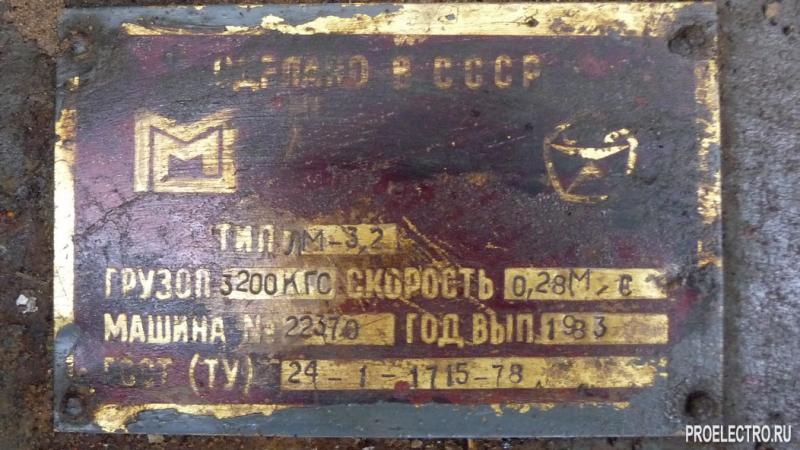 СДЕЛАНО В СССР
М
ТИП ЛМ-3,2
ГРУЗОП 3200 КГС СКОРОСТЬ 0,28 М/С
МАШИНА № 22370 ГОД ВЫП. 1983
ГОСТ (ТУ) 24-1-1715-78
PROELECTRO.RU